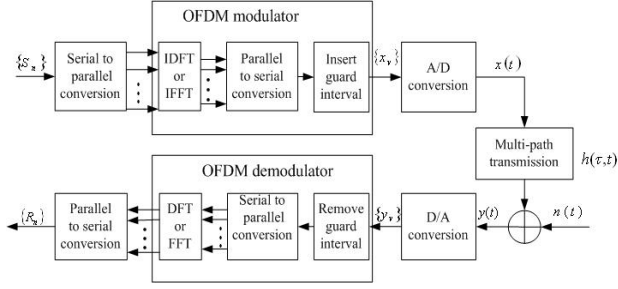 OFDM modulator
{S_n}
Serial to
parallel
conversion
IDFT
or
IFFT
Parallel
to serial
conversion
Insert
guard
interval
{x_v}
A/D
conversion
x(t)
Multi-path
transmission
h(τ,t)
OFDM demodulator
{R_n}
Parallel
to serial
conversion
DFT
or
FFT
Serial to
parallel
conversion
Remove
guard
interval
{y_v}
D/A
conversion
y(t)
n(t)